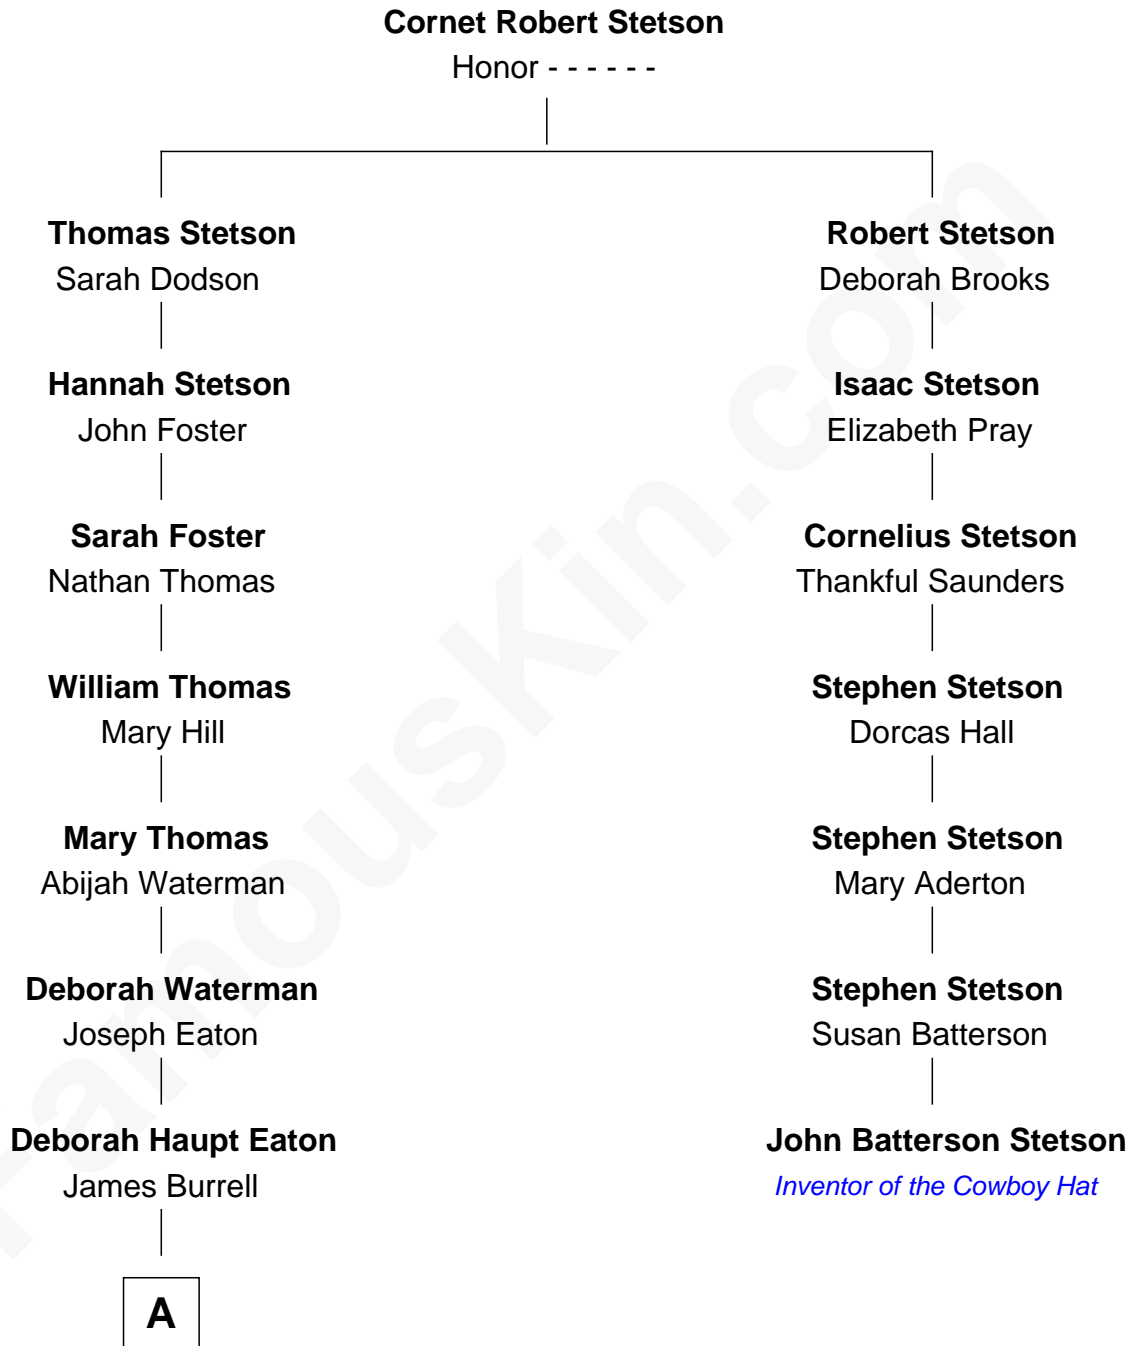 Cornet Robert Stetson
Honor - - - - - -
Thomas Stetson
Sarah Dodson
Robert Stetson
Deborah Brooks
Hannah Stetson
John Foster
Isaac Stetson
Elizabeth Pray
Sarah Foster
Nathan Thomas
Cornelius Stetson
Thankful Saunders
William Thomas
Mary Hill
Stephen Stetson
Dorcas Hall
Mary Thomas
Abijah Waterman
Stephen Stetson
Mary Aderton
Deborah Waterman
Joseph Eaton
Stephen Stetson
Susan Batterson
Deborah Haupt Eaton
James Burrell
John Batterson Stetson
Inventor of the Cowboy Hat
A
FamousKin.com